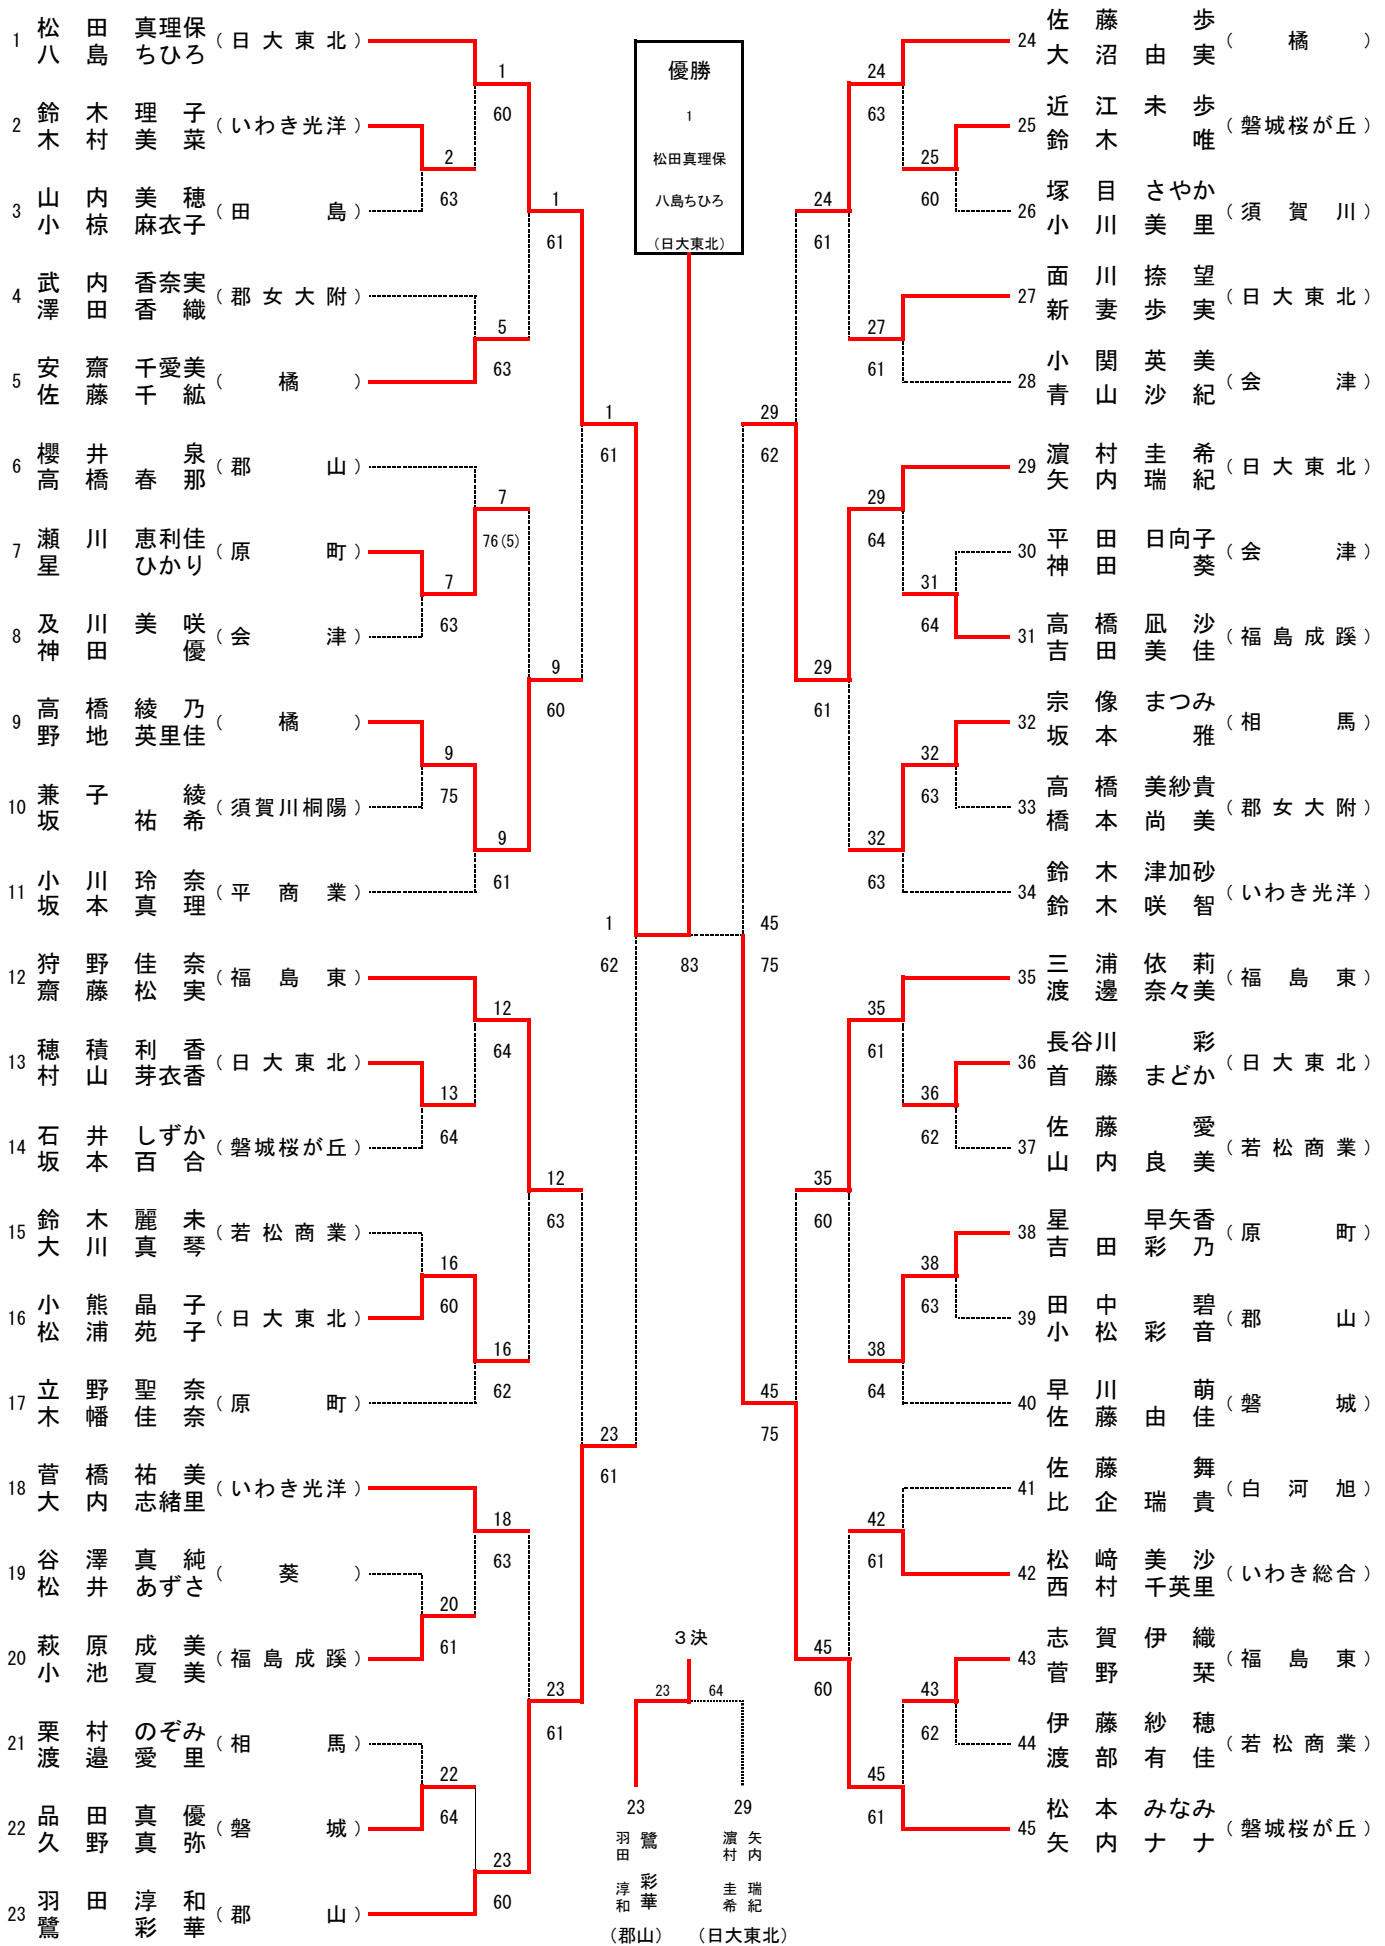 1 松田 真理保 八島 ちひろ （日大東北）
2 鈴木 理子 木村 美菜 （いわき光洋）
3 山内 美穂 小椋 麻衣子 （田島）
4 武内 香奈実 澤田 香織 （郡女大附）
5 安齋 千愛美 佐藤 千紘 （橘）
6 櫻井 泉 高橋 春那 （郡山）
7 瀬川 恵利佳 星 ひかり （原町）
8 及川 美咲 神田 優 （会津）
9 高橋 綾乃 野地 英里佳 （橘）
10 兼子 綾 坂 祐希 （須賀川桐陽）
11 小川 玲奈 坂本 真理 （平商業）
12 狩野 佳奈 齋藤 松実 （福島東）
13 穂積 利香 村山 芽衣香 （日大東北）
14 石井 しずか 坂本 百合 （磐城桜が丘）
15 鈴木 麗未 大川 真琴 （若松商業）
16 小熊 晶子 松浦 苑子 （日大東北）
17 立野 聖奈 木幡 佳奈 （原町）
18 菅橋 祐美 大内 志緒里 （いわき光洋）
19 谷澤 真純 松井 あずさ （葵）
20 萩原 成美 小池 夏美 （福島成蹊）
21 栗村 のぞみ 渡邉 愛里 （相馬）
22 品田 真優 久野 真弥 （磐城）
23 羽田 淳和 鷺 彩華 （郡山）
2
63
7
63
9
75
13
64
16
60
20
61
22
64
1
60
5
63
7
76(5)
9
61
12
64
16
62
18
63
23
60
1
61
9
60
12
63
23
61
1
61
23
61
1
62
優勝
1
松田真理保
八島ちひろ
（日大東北）
83
45
75
29
62
45
75
24
61
29
61
35
60
45
60
24
63
27
61
29
64
32
63
35
61
38
64
42
61
45
61
25
60
31
64
32
63
36
62
38
63
43
62
24 佐藤 歩 大沼 由実 （橘）
25 近江 未歩 鈴木 唯 （磐城桜が丘）
26 塚目 さやか 小川 美里 （須賀川）
27 面川 捺望 新妻 歩実 （日大東北）
28 小関 英美 青山 沙紀 （会津）
29 濵村 圭希 矢内 瑞紀 （日大東北）
30 平田 日向子 神田 葵 （会津）
31 高橋 凪沙 吉田 美佳 （福島成蹊）
32 宗像 まつみ 坂本 雅 （相馬）
33 高橋 美紗貴 橋本 尚美 （郡女大附）
34 鈴木 津加砂 鈴木 咲智 （いわき光洋）
35 三浦 依莉 渡邊 奈々美 （福島東）
36 長谷川 彩 首藤 まどか （日大東北）
37 佐藤 愛 山内 良美 （若松商業）
38 星 早矢香 吉田 彩乃 （原町）
39 田中 碧 小松 彩音 （郡山）
40 早川 萌 佐藤 由佳 （磐城）
41 佐藤 舞 比企 瑞貴 （白河旭）
42 松﨑 美沙 西村 千英里 （いわき総合）
43 志賀 伊織 菅野 栞 （福島東）
44 伊藤 紗穂 渡部 有佳 （若松商業）
45 松本 みなみ 矢内 ナナ （磐城桜が丘）
３決
23 64
23 29
羽田 淳和 鷺 彩華 濵村 圭希 矢内 瑞紀
（郡山） （日大東北）